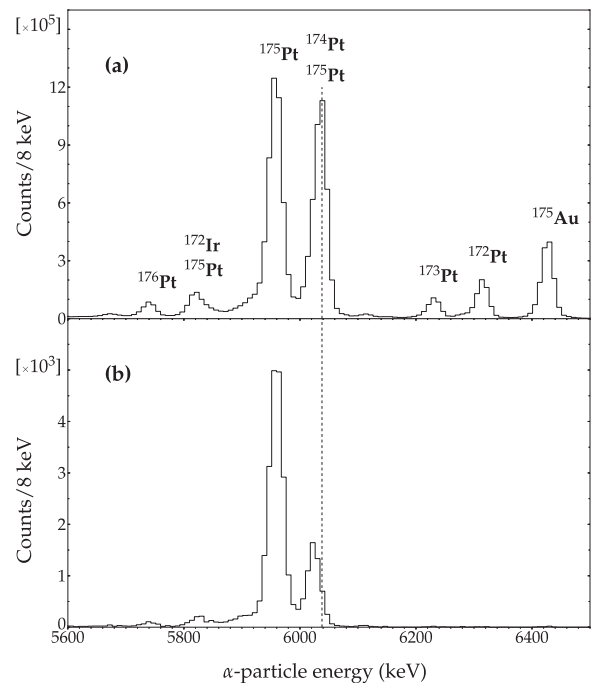 [×10⁵]
(a)
¹⁷⁵Pt
¹⁷⁴Pt
¹⁷⁵Pt
¹⁷²Ir
¹⁷⁵Pt
¹⁷⁶Pt
¹⁷³Pt
¹⁷²Pt
¹⁷⁵Au
12
9
6
3
0
Counts/8 keV
[×10³]
(b)
4
3
2
1
0
Counts/8 keV
5600 5800 6000 6200 6400
α-particle energy (keV)